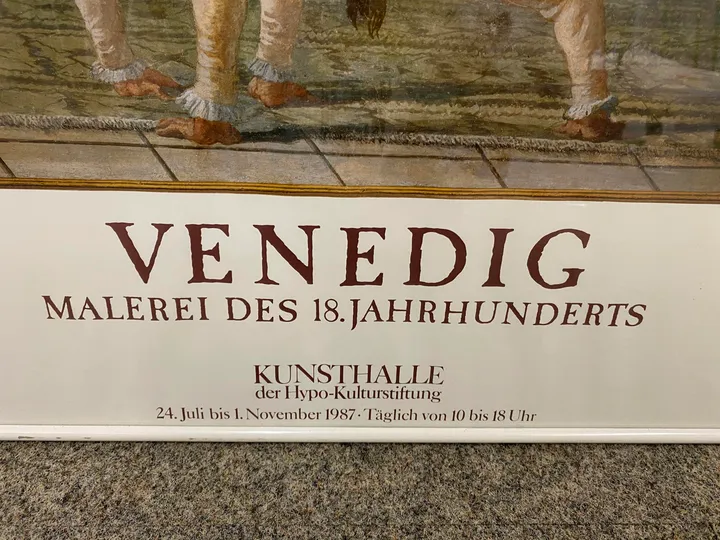 VENEDIG
MALEREI DES 18. JAHRHUNDERTS
KUNSTHALLE
der Hypo-Kulturstiftung
24. Juli bis 1. November 1987 · Täglich von 10 bis 18 Uhr